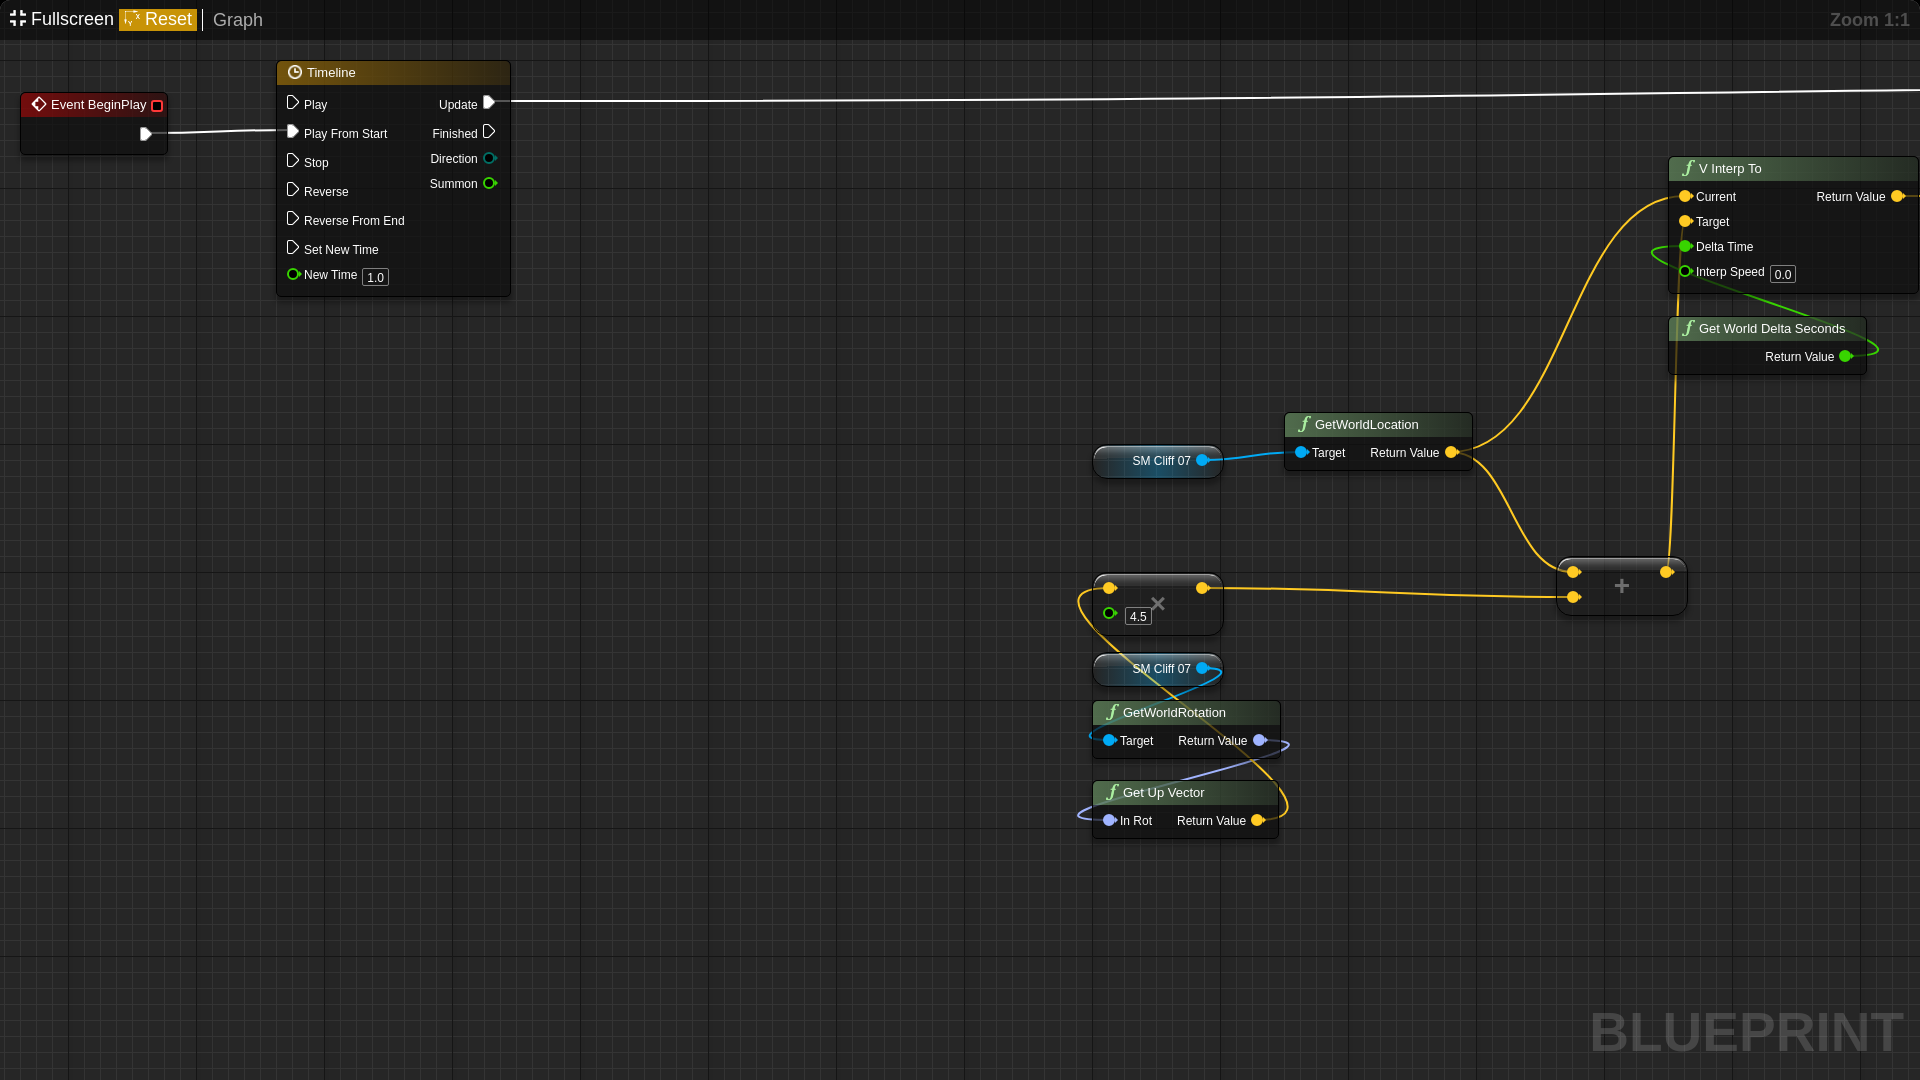 Fullscreen Reset Graph
Zoom 1:1
Event BeginPlay
Timeline
Play
Update
Play From Start
Finished
Stop
Direction
Reverse
Summon
Reverse From End
Set New Time
New Time 1.0
V Interp To
Current
Return Value
Target
Delta Time
Interp Speed 0.0
Get World Delta Seconds
Return Value
SM Cliff 07
GetWorldLocation
Target
Return Value
×
4.5
+
SM Cliff 07
GetWorldRotation
Target
Return Value
Get Up Vector
In Rot
Return Value
BLUEPRINT